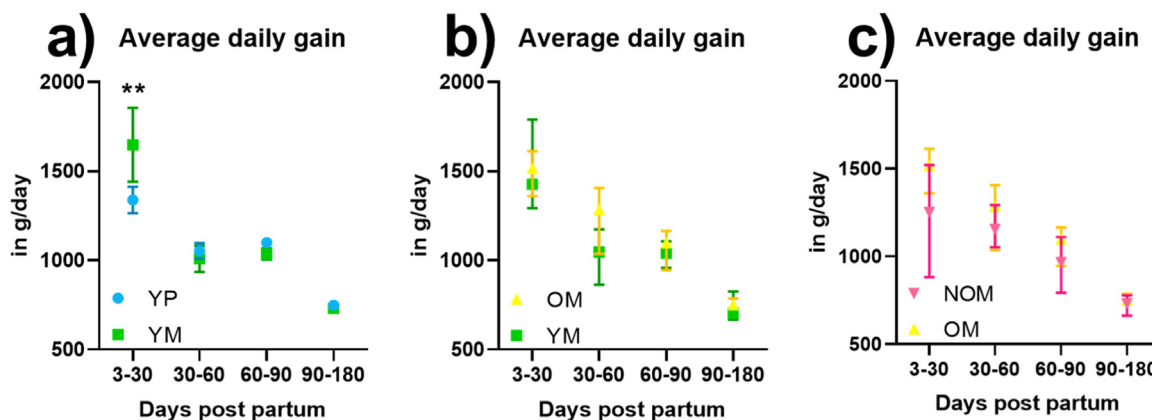 a) Average daily gain
2000
**
1500
in g/day
1000
YP
YM
500
3-30 30-60 60-90 90-180
Days post partum
b) Average daily gain
2000
1500
in g/day
1000
OM
YM
500
3-30 30-60 60-90 90-180
Days post partum
c) Average daily gain
2000
1500
in g/day
1000
NOM
OM
500
3-30 30-60 60-90 90-180
Days post partum